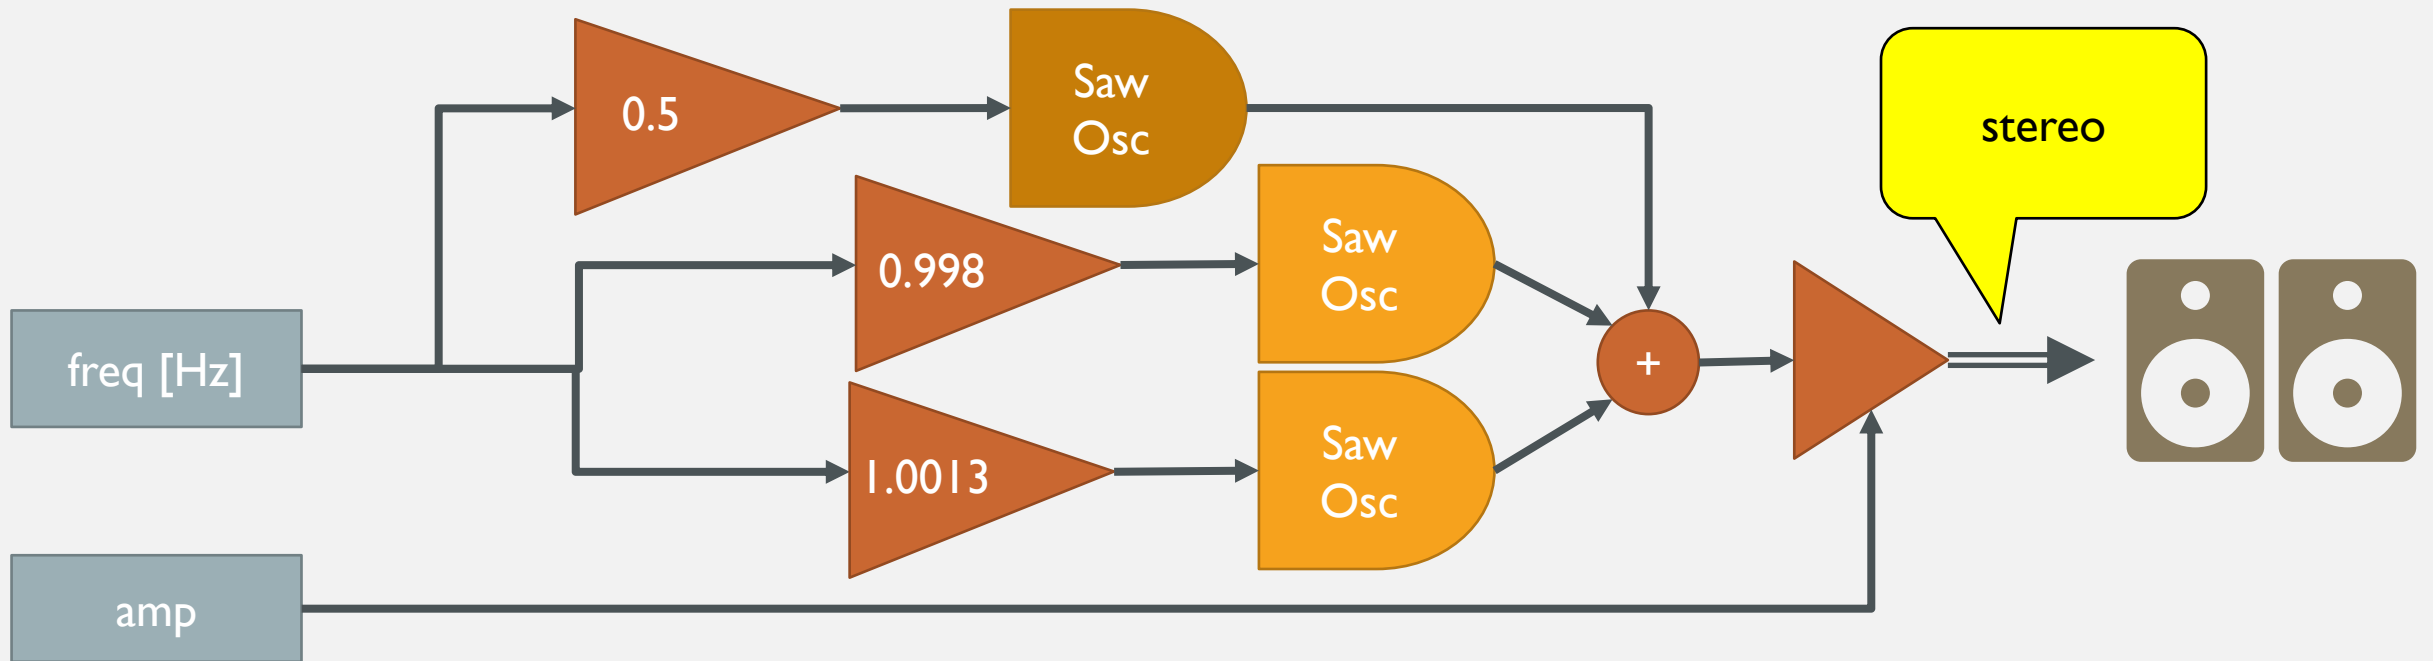 0.5
Saw
Osc
stereo
0.998
Saw
Osc
freq [Hz]
+
1.0013
Saw
Osc
amp